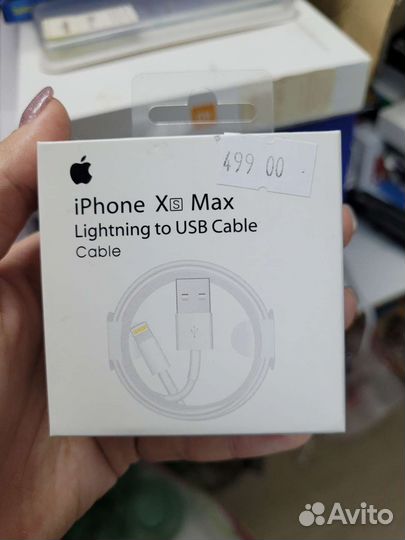 499 00
iPhone XS Max
Lightning to USB Cable
Cable
Avito